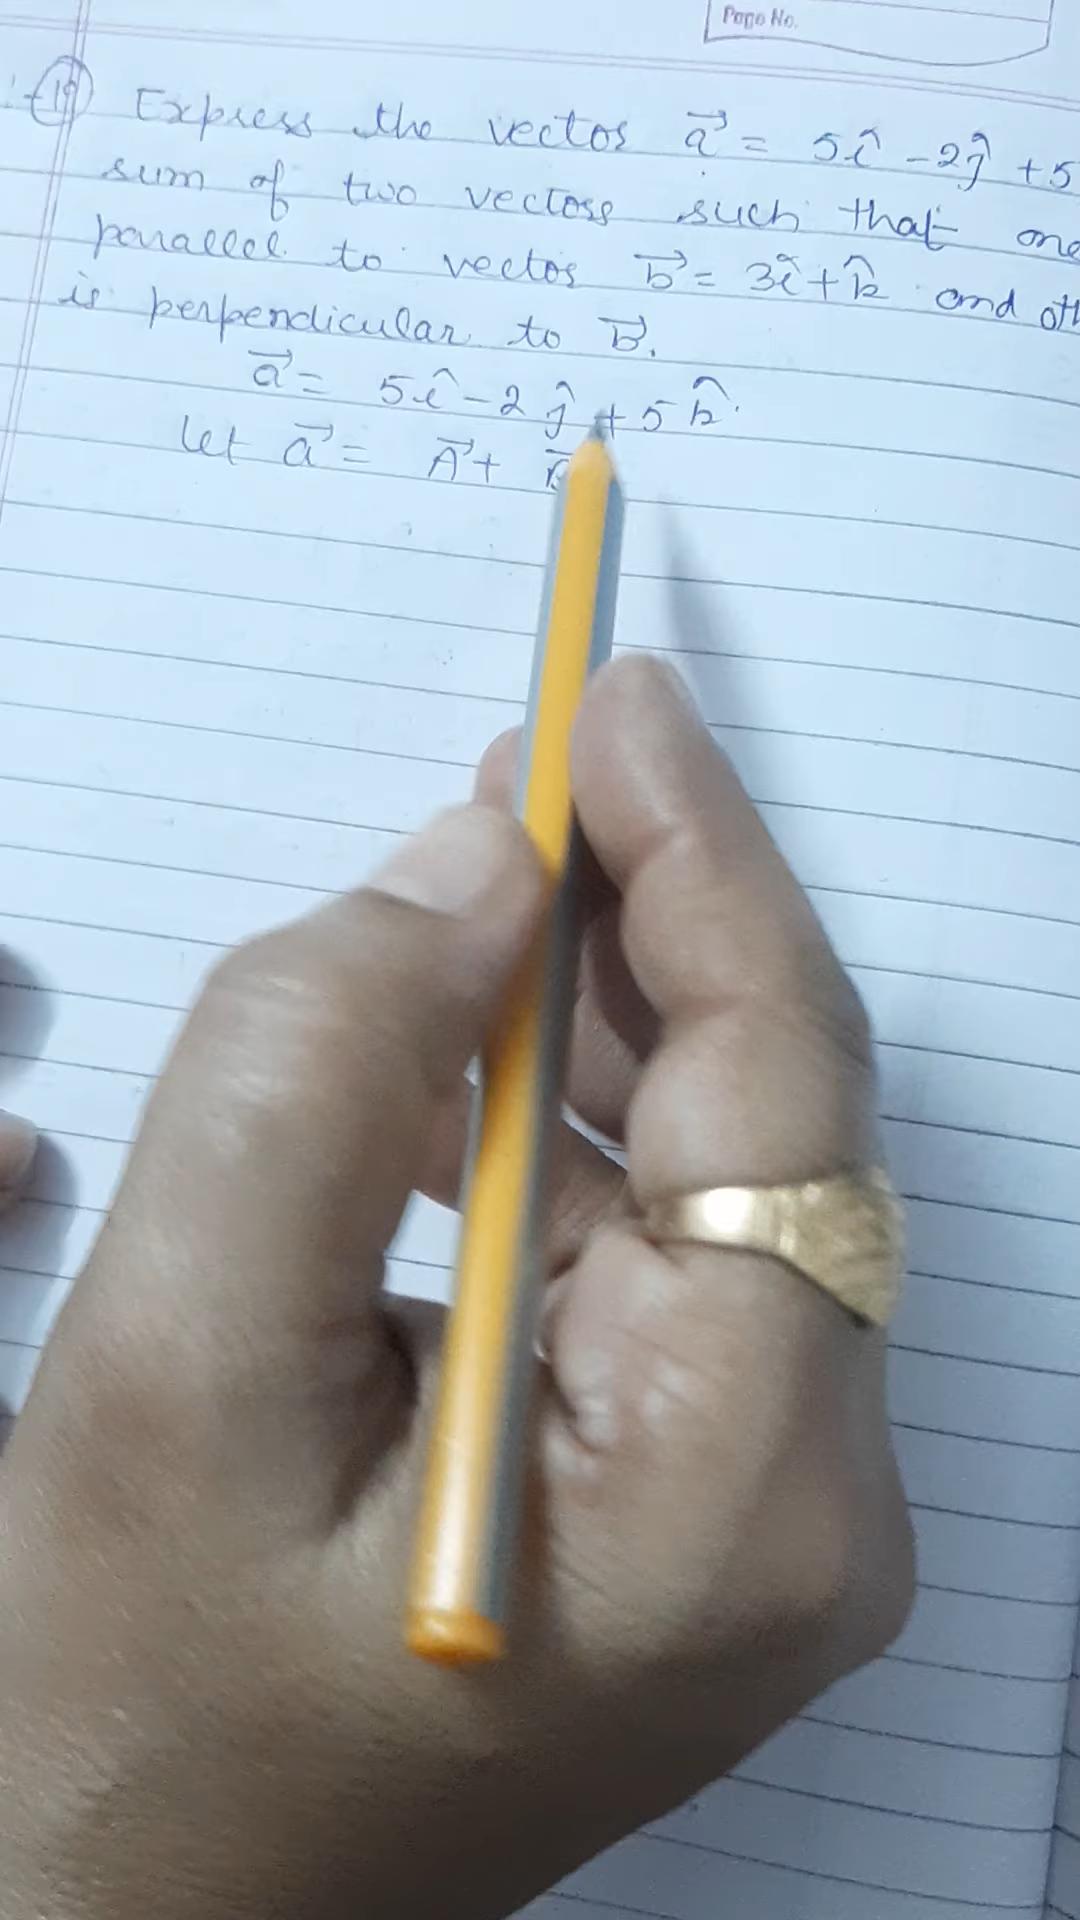 Page No.
19 Express the vector a⃗ = 5î - 2ĵ + 5
sum of two vectors such that one
parallel to vector b⃗ = 3î + k̂ and oth
is perpendicular to b⃗.
a⃗ = 5î - 2ĵ + 5k̂.
let a⃗ = A⃗ +